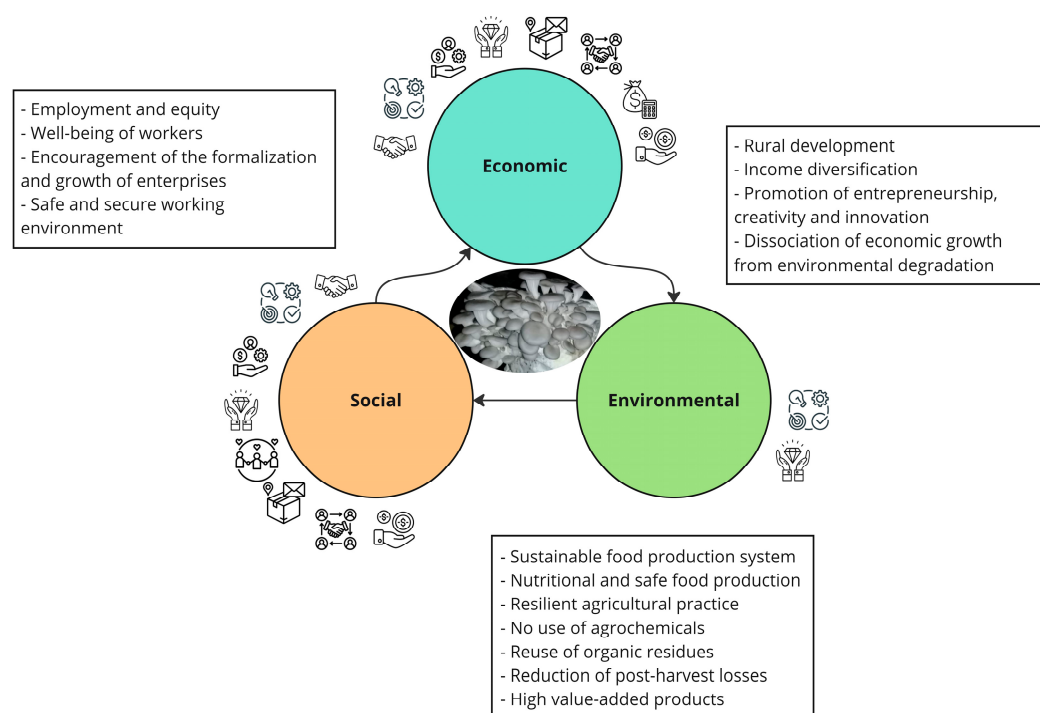 Economic
- Employment and equity
- Well-being of workers
- Encouragement of the formalization
and growth of enterprises
- Safe and secure working
environment
- Rural development
- Income diversification
- Promotion of entrepreneurship,
creativity and innovation
- Dissociation of economic growth
from environmental degradation
Social
Environmental
- Sustainable food production system
- Nutritional and safe food production
- Resilient agricultural practice
- No use of agrochemicals
- Reuse of organic residues
- Reduction of post-harvest losses
- High value-added products